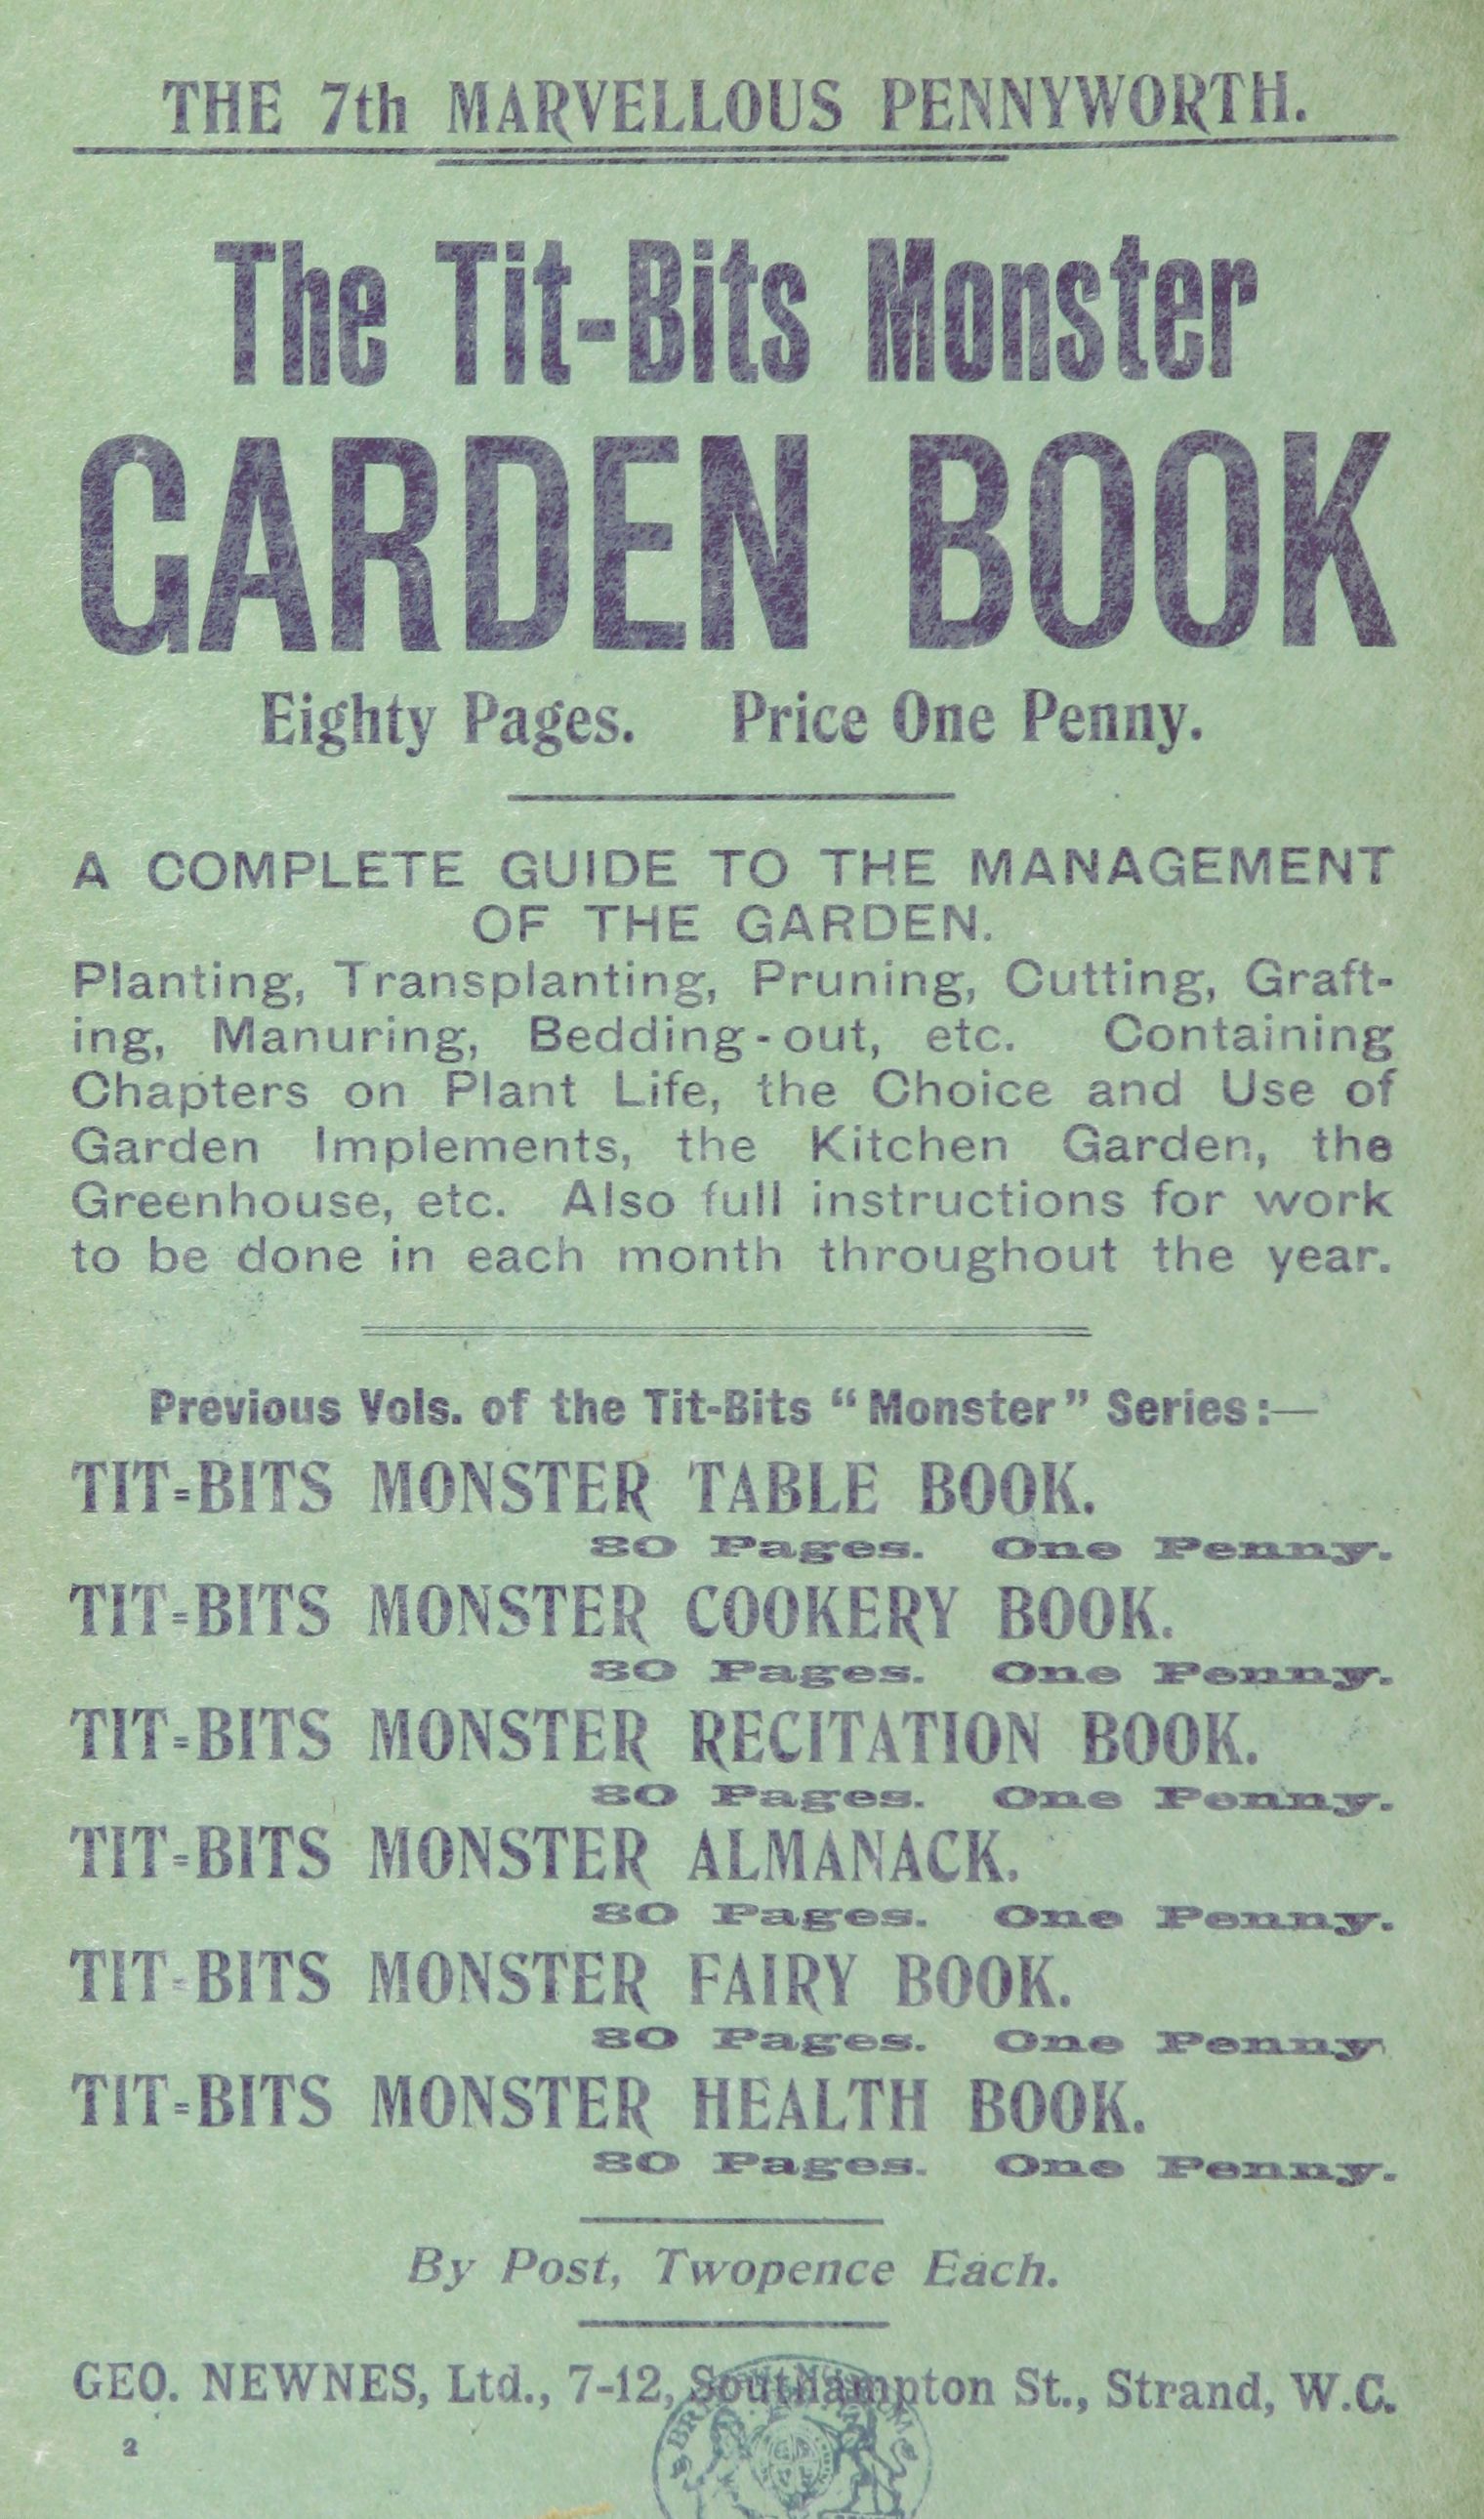 THE 7th MARVELLOUS PENNYWORTH.
The Tit-Bits Monster
GARDEN BOOK
Eighty Pages. Price One Penny.
A COMPLETE GUIDE TO THE MANAGEMENT
OF THE GARDEN.
Planting, Transplanting, Pruning, Cutting, Graft-
ing, Manuring, Bedding-out, etc. Containing
Chapters on Plant Life, the Choice and Use of
Garden Implements, the Kitchen Garden, the
Greenhouse, etc. Also full instructions for work
to be done in each month throughout the year.
Previous Vols. of the Tit-Bits “Monster” Series:—
TIT-BITS MONSTER TABLE BOOK.
80 Pages. One Penny.
TIT-BITS MONSTER COOKERY BOOK.
80 Pages. One Penny.
TIT-BITS MONSTER RECITATION BOOK.
80 Pages. One Penny.
TIT-BITS MONSTER ALMANACK.
80 Pages. One Penny.
TIT-BITS MONSTER FAIRY BOOK.
80 Pages. One Penny
TIT-BITS MONSTER HEALTH BOOK.
80 Pages. One Penny.
By Post, Twopence Each.
GEO. NEWNES, Ltd., 7-12, Southampton St., Strand, W.C.
2